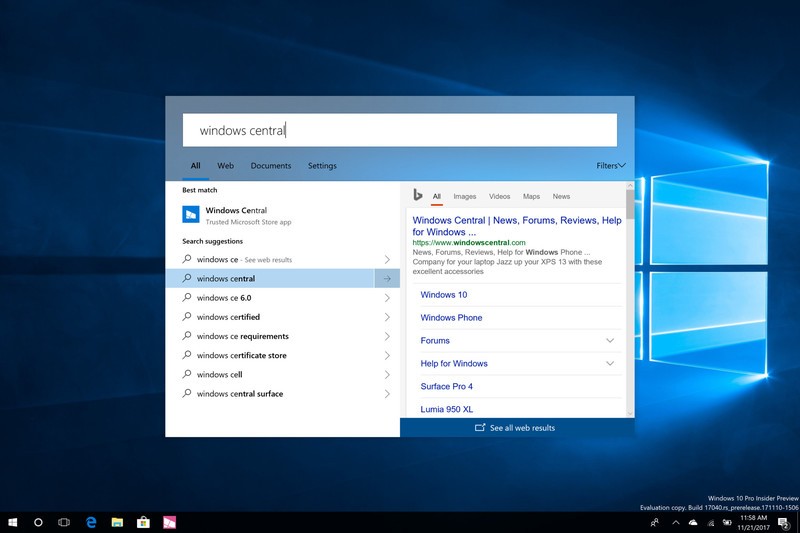 windows central
All Web Documents Settings Filters
Best match
Windows Central
Trusted Microsoft Store app
Search suggestions
windows ce - See web results
windows central
windows ce 6.0
windows certified
windows ce requirements
windows certificate store
windows cell
windows central surface
All Images Videos Maps News
Windows Central | News, Forums, Reviews, Help
for Windows ...
https://www.windowscentral.com
News, Forums, Reviews, Help for Windows Phone ...
Company for your laptop Jazz up your XPS 13 with these
excellent accessories
Windows 10
Windows Phone
Forums
Help for Windows
Surface Pro 4
Lumia 950 XL
See all web results
Windows 10 Pro Insider Preview
Evaluation copy. Build 17040.rs_prerelease.171110-1506
11:58 AM
11/21/2017
2